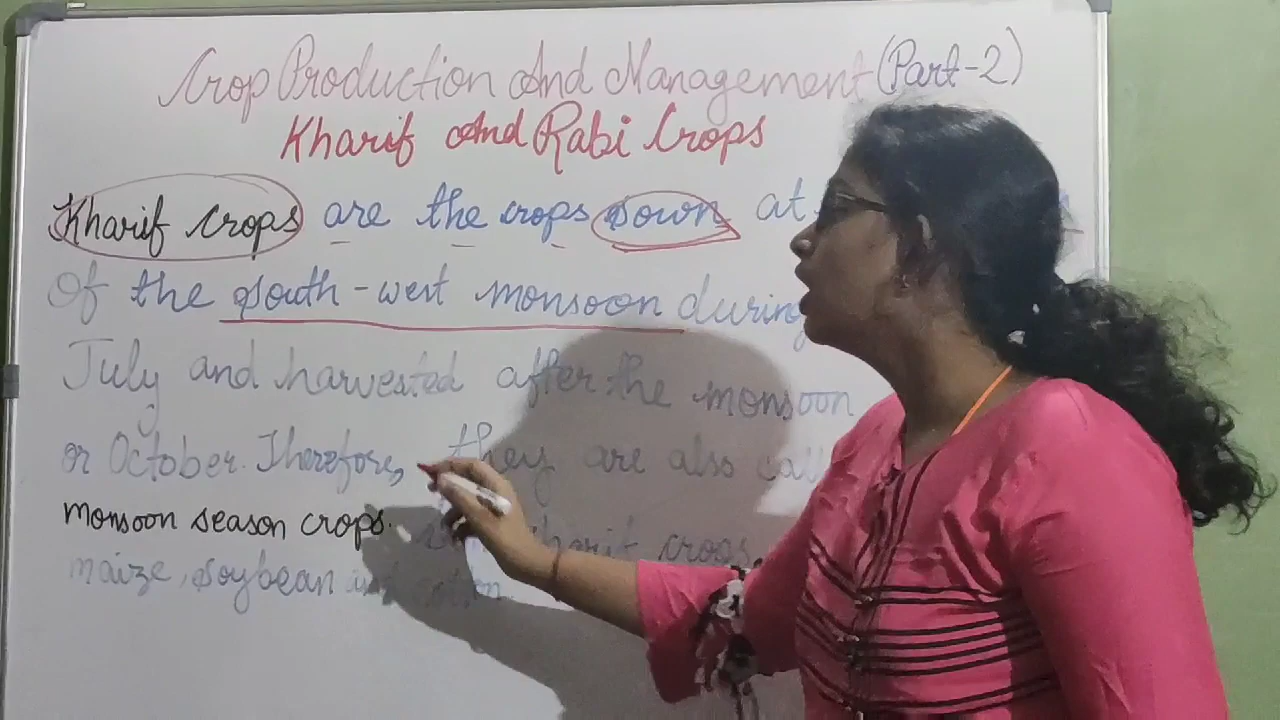 Crop Production And Management (Part-2)
Kharif And Rabi Crops
Kharif crops are the crops sown at
of the south-west monsoon during
July and harvested after the monsoon
or October. Therefore, they are also
monsoon season crops. Kharif crops,
maize, soybean and cotton